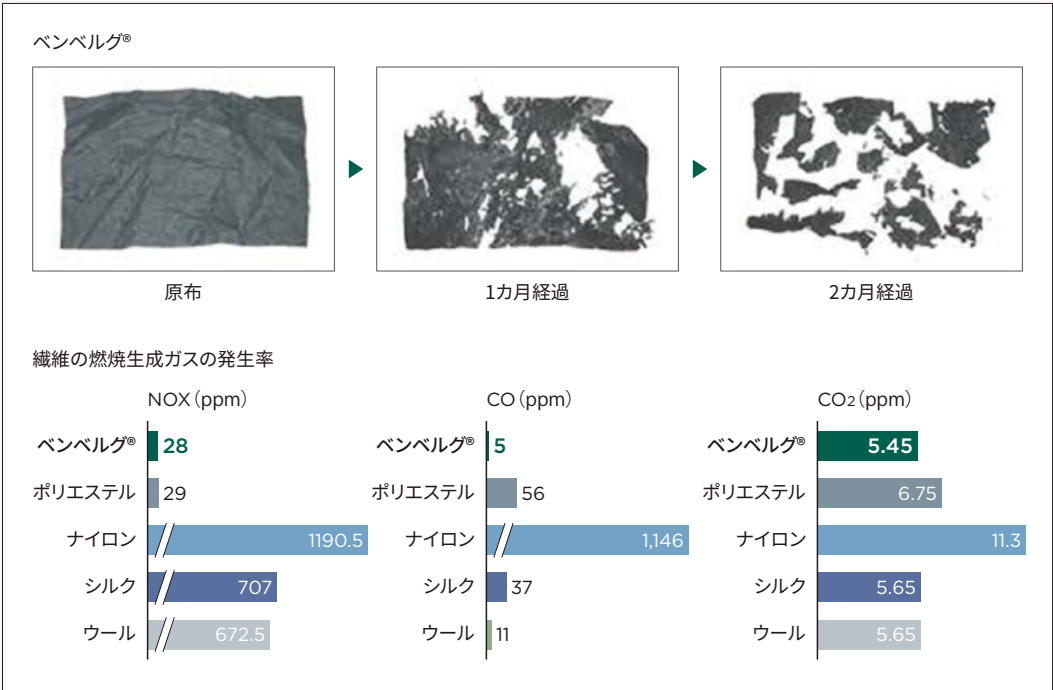 ベンベルグ®
原布
1カ月経過
2カ月経過
繊維の燃焼生成ガスの発生率
NOX（ppm）
ベンベルグ® 28
ポリエステル 29
ナイロン 1190.5
シルク 707
ウール 672.5
CO（ppm）
ベンベルグ® 5
ポリエステル 56
ナイロン 1,146
シルク 37
ウール 11
CO2（ppm）
ベンベルグ® 5.45
ポリエステル 6.75
ナイロン 11.3
シルク 5.65
ウール 5.65